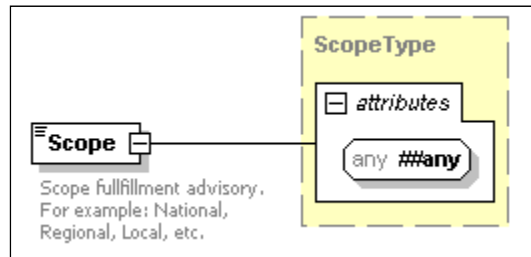 ScopeType
attributes
Scope
any ##any
Scope fullfillment advisory.
For example: National,
Regional, Local, etc.